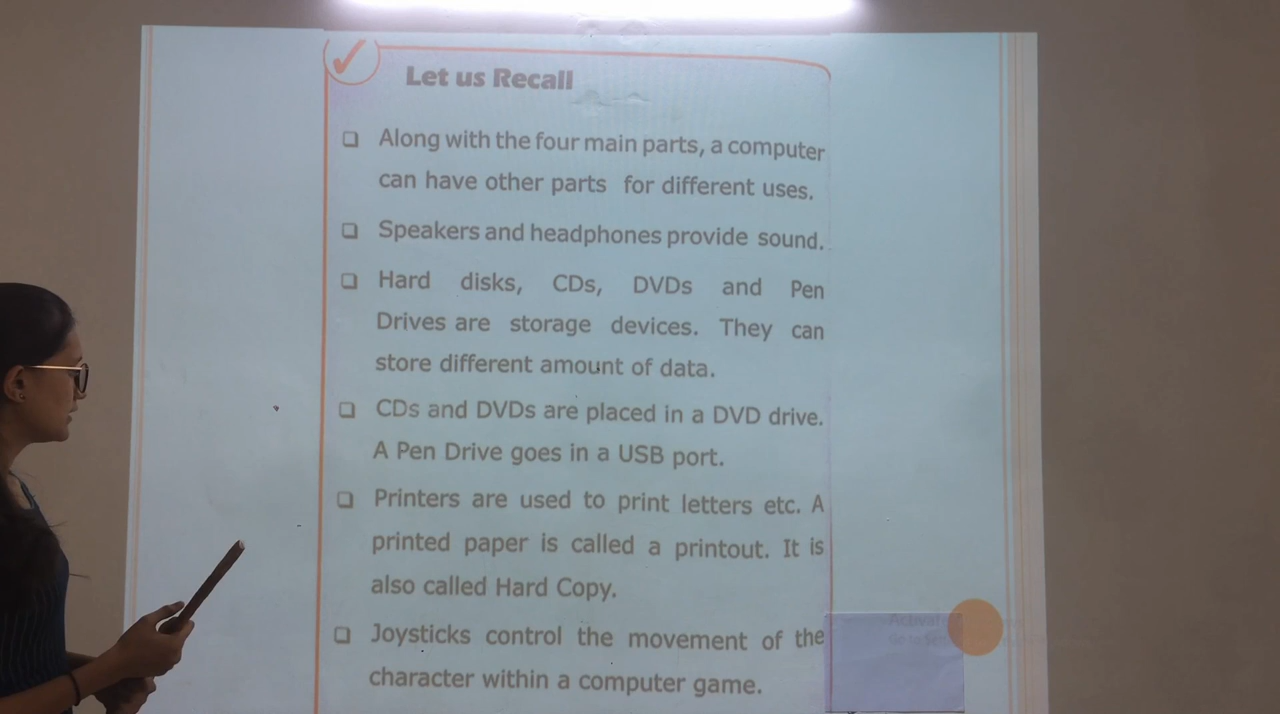 Let us Recall
Along with the four main parts, a computer
can have other parts for different uses.
Speakers and headphones provide sound.
Hard disks, CDs, DVDs and Pen
Drives are storage devices. They can
store different amount of data.
CDs and DVDs are placed in a DVD drive.
A Pen Drive goes in a USB port.
Printers are used to print letters etc. A
printed paper is called a printout. It is
also called Hard Copy.
Joysticks control the movement of the
character within a computer game.
Go to